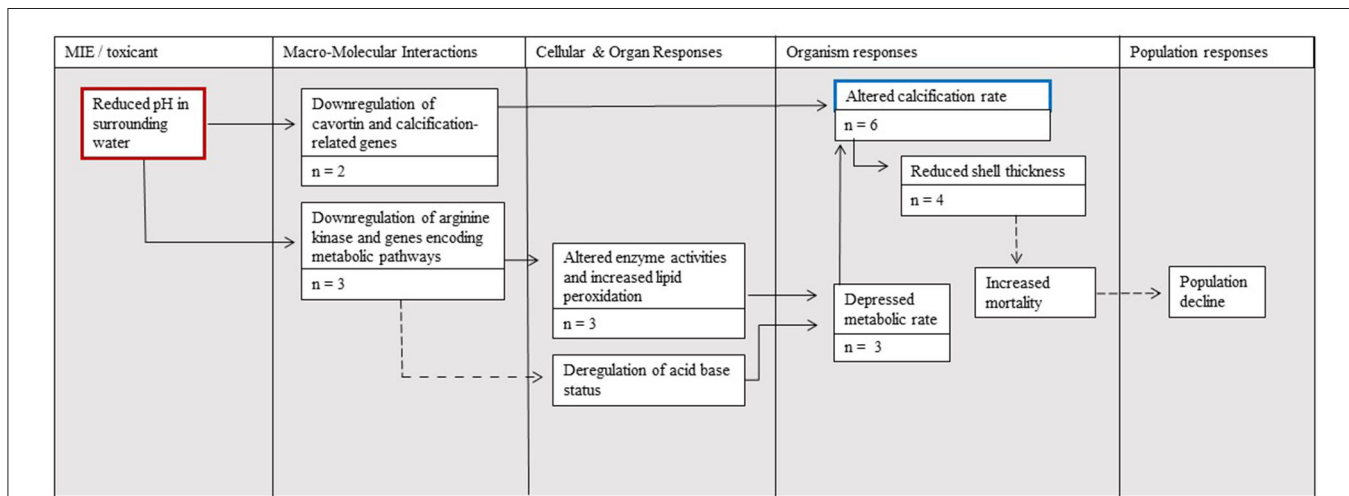 MIE / toxicant
Macro-Molecular Interactions
Cellular & Organ Responses
Organism responses
Population responses
Reduced pH in
surrounding
water
Downregulation of
cavortin and calcification-
related genes
n = 2
Downregulation of arginine
kinase and genes encoding
metabolic pathways
n = 3
Altered enzyme activities
and increased lipid
peroxidation
n = 3
Deregulation of acid base
status
Altered calcification rate
n = 6
Reduced shell thickness
n = 4
Depressed
metabolic rate
n = 3
Increased
mortality
Population
decline